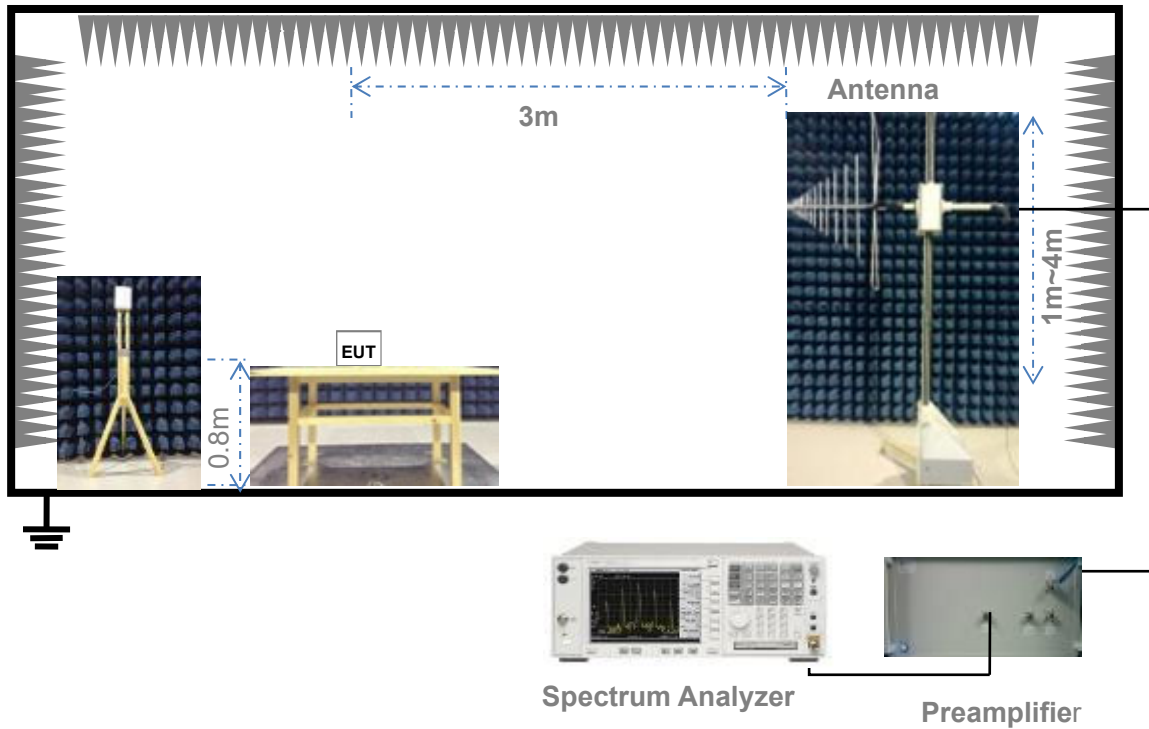 Antenna
3m
1m~4m
EUT
0.8m
Spectrum Analyzer
Preamplifier